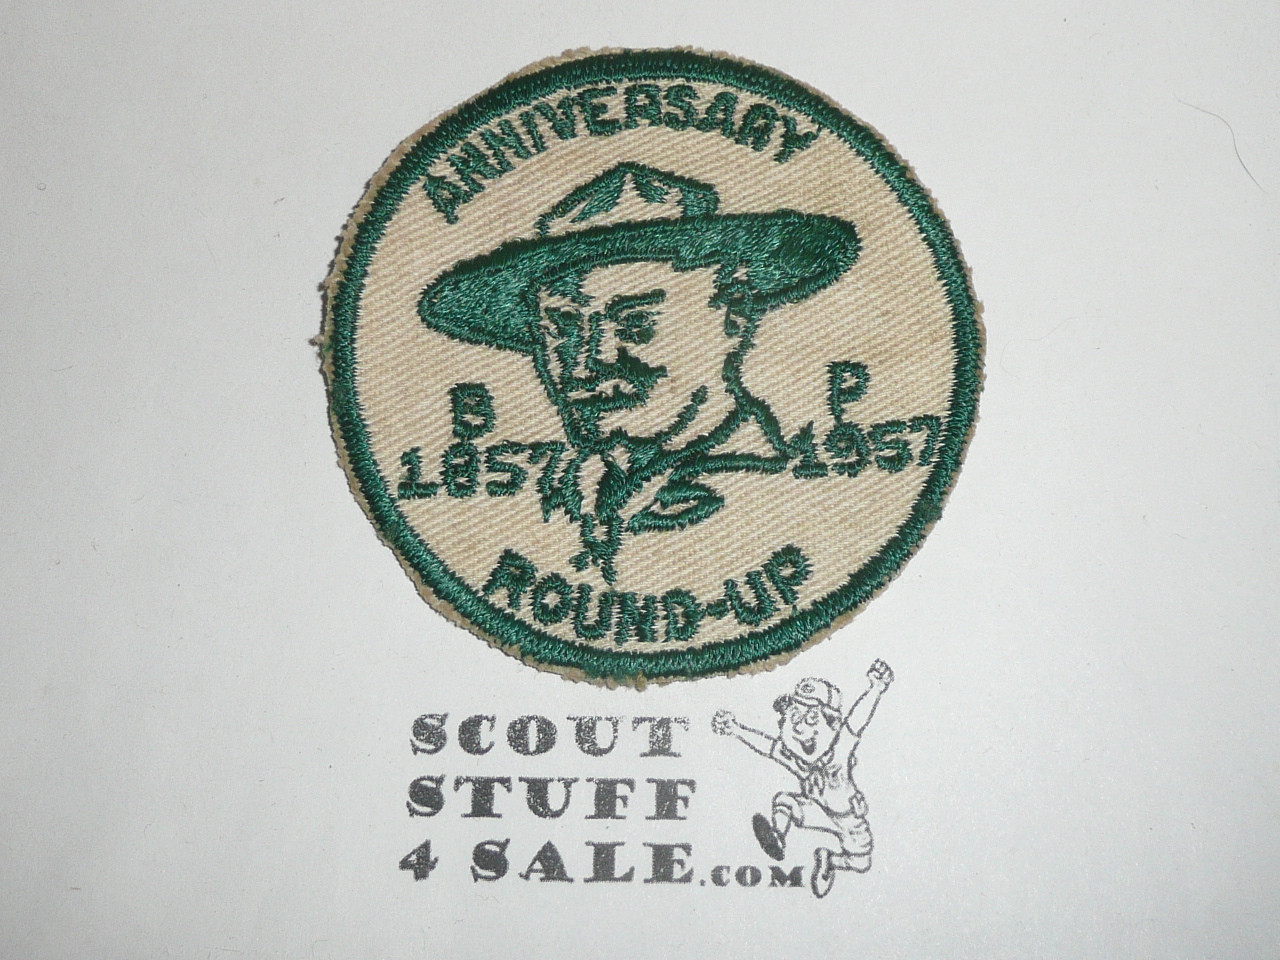 ANNIVERSARY
B P
1857 1957
ROUND-UP
SCOUT
STUFF
4 SALE.COM